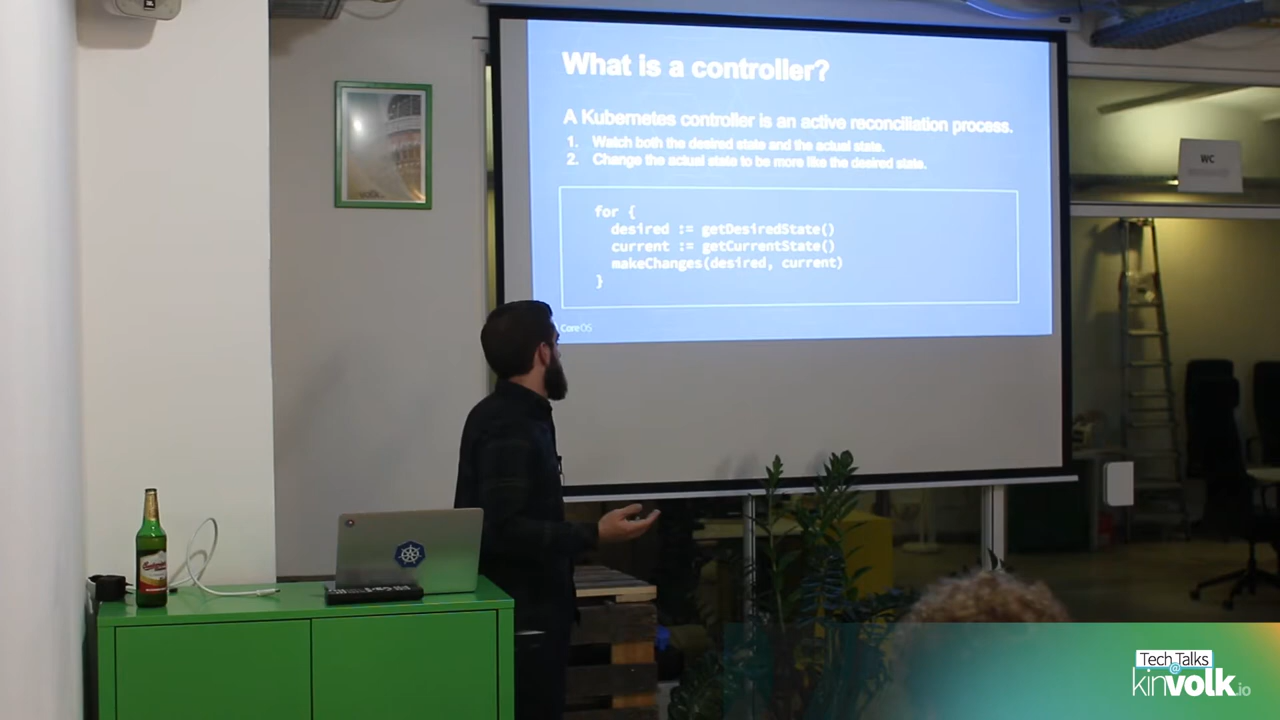 What is a controller?
A Kubernetes controller is an active reconciliation process.
1. Watch both the desired state and the actual state.
2. Change the actual state to be more like the desired state.
for {
desired := getDesiredState()
current := getCurrentState()
makeChanges(desired, current)
}
CoreOS
WC
Tech Talks
@
kinvolk.io